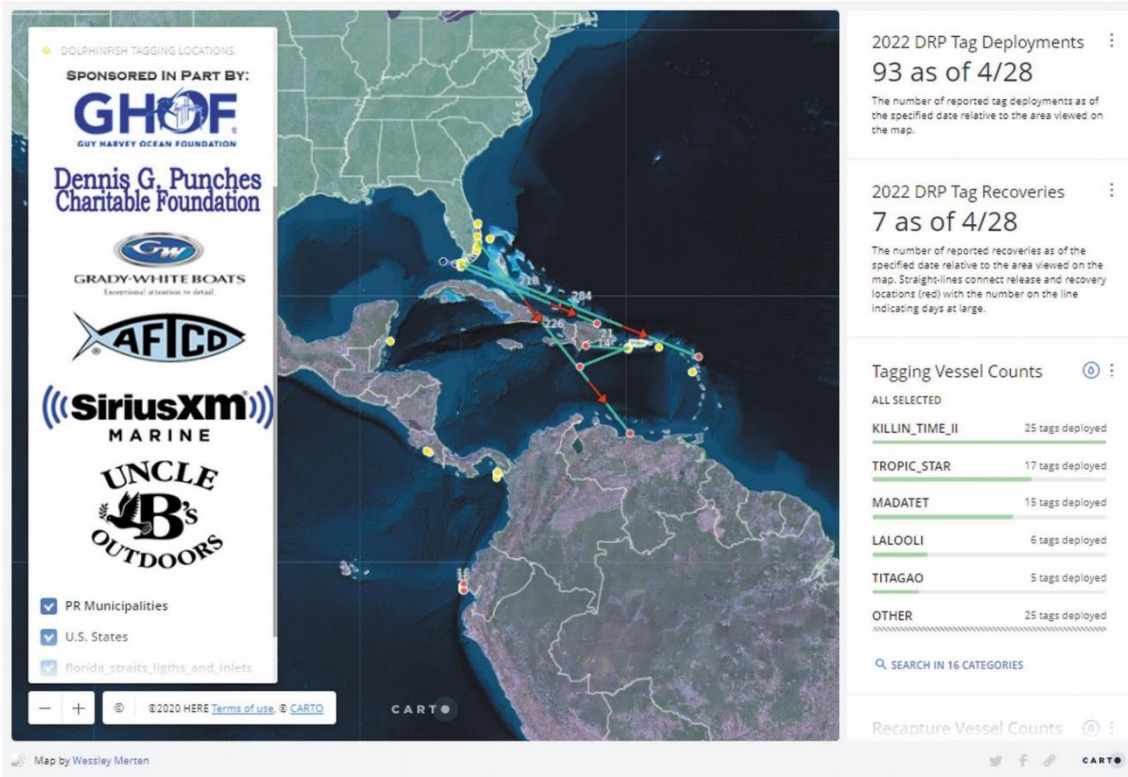 DOLPHINFISH TAGGING LOCATIONS
SPONSORED IN PART BY:
GHOF
GUY HARVEY OCEAN FOUNDATION
Dennis G. Punches
Charitable Foundation
GW
GRADY-WHITE BOATS
Exceptional attention to detail.
AFTCO
SiriusXM
MARINE
UNCLE
B's
OUTDOORS
PR Municipalities
U.S. States
florida_straits_ligths_and_inlets
− +
© ©2020 HERE Terms of use, © CARTO
CARTO
218
284
226
21
14
16
2022 DRP Tag Deployments
93 as of 4/28
The number of reported tag deployments as of
the specified date relative to the area viewed on
the map.
2022 DRP Tag Recoveries
7 as of 4/28
The number of reported recoveries as of the
specified date relative to the area viewed on the
map. Straight-lines connect release and recovery
locations (red) with the number on the line
indicating days at large.
Tagging Vessel Counts
ALL SELECTED
KILLIN_TIME_II 25 tags deployed
TROPIC_STAR 17 tags deployed
MADATET 15 tags deployed
LALOOLI 6 tags deployed
TITAGAO 5 tags deployed
OTHER 25 tags deployed
SEARCH IN 16 CATEGORIES
Recapture Vessel Counts
Map by Wessley Merten
CARTO